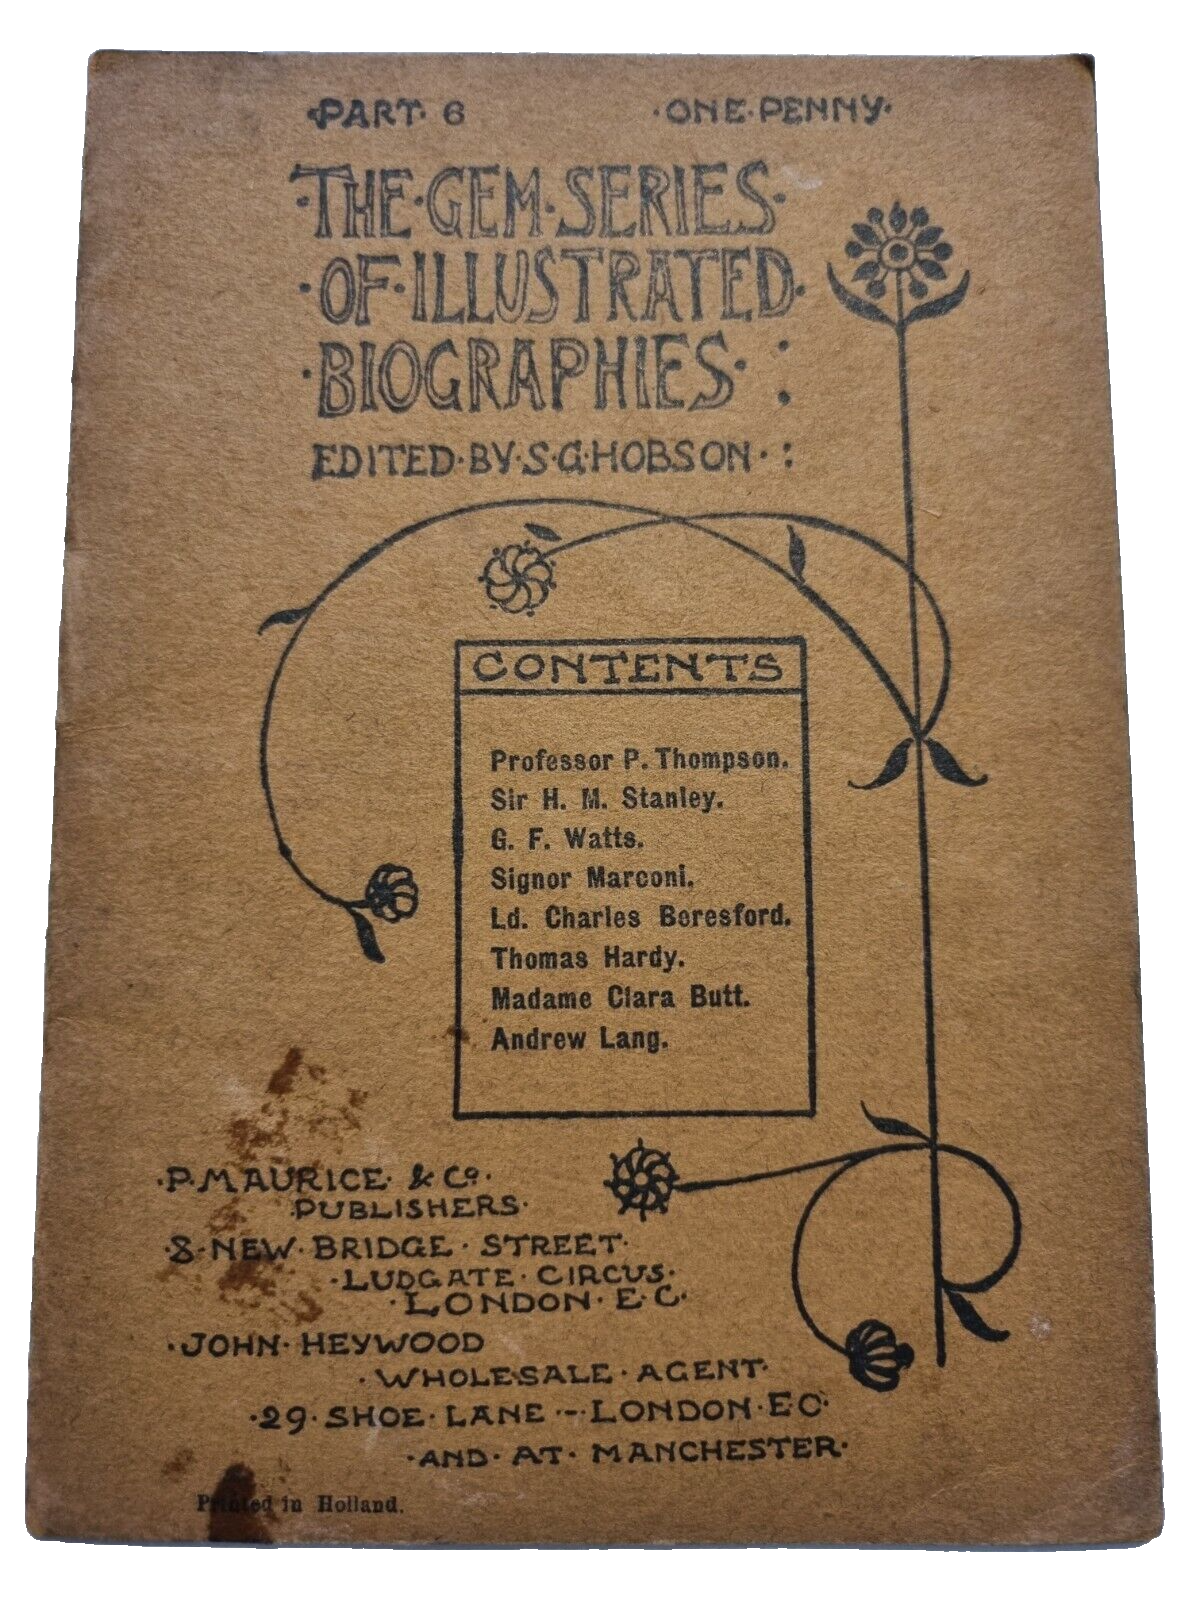 ·PART· 6 ·ONE·PENNY·
·THE·GEM·SERIES·
·OF·ILLUSTRATED·
·BIOGRAPHIES· :
EDITED·BY·S·G·HOBSON· :
CONTENTS
Professor P. Thompson.
Sir H. M. Stanley.
G. F. Watts.
Signor Marconi.
Ld. Charles Beresford.
Thomas Hardy.
Madame Clara Butt.
Andrew Lang.
·P·MAURICE· & Co·
·PUBLISHERS·
·8·NEW·BRIDGE·STREET·
·LUDGATE·CIRCUS·
·LONDON·E·C·
·JOHN·HEYWOOD
·WHOLESALE·AGENT·
·29·SHOE·LANE·-·LONDON·EC·
·AND·AT·MANCHESTER·
Printed in Holland.